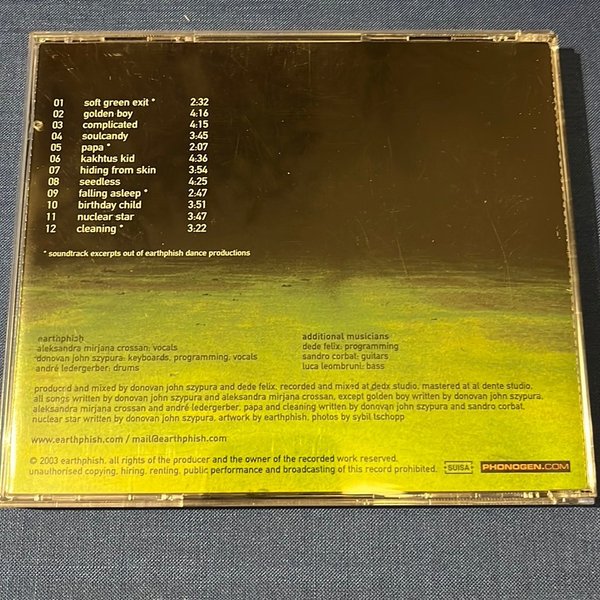 01 soft green exit * 2:32
02 golden boy 4:16
03 complicated 4:15
04 soulcandy 3:45
05 papa * 2:07
06 kakhtus kid 4:36
07 hiding from skin 3:54
08 seedless 4:25
09 falling asleep * 2:47
10 birthday child 3:51
11 nuclear star 3:47
12 cleaning * 3:22
* soundtrack excerpts out of earthphish dance productions
earthphish
aleksandra mirjana crossan: vocals
donovan john szypura: keyboards, programming, vocals
andré ledergerber: drums
additional musicians
dede felix: programming
sandro corbat: guitars
luca leombruni: bass
produced and mixed by donovan john szypura and dede felix, recorded and mixed at dedx studio, mastered at al dente studio,
all songs written by donovan john szypura and aleksandra mirjana crossan, except golden boy written by donovan john szypura,
aleksandra mirjana crossan and andré ledergerber, papa and cleaning written by donovan john szypura and sandro corbat,
nuclear star written by donovan john szypura, artwork by earthphish, photos by sybil tschopp
www.earthphish.com / mail@earthphish.com
© 2003 earthphish. all rights of the producer and the owner of the recorded work reserved.
unauthorised copying, hiring, renting, public performance and broadcasting of this record prohibited.
SUISA
PHONOGEN.COM